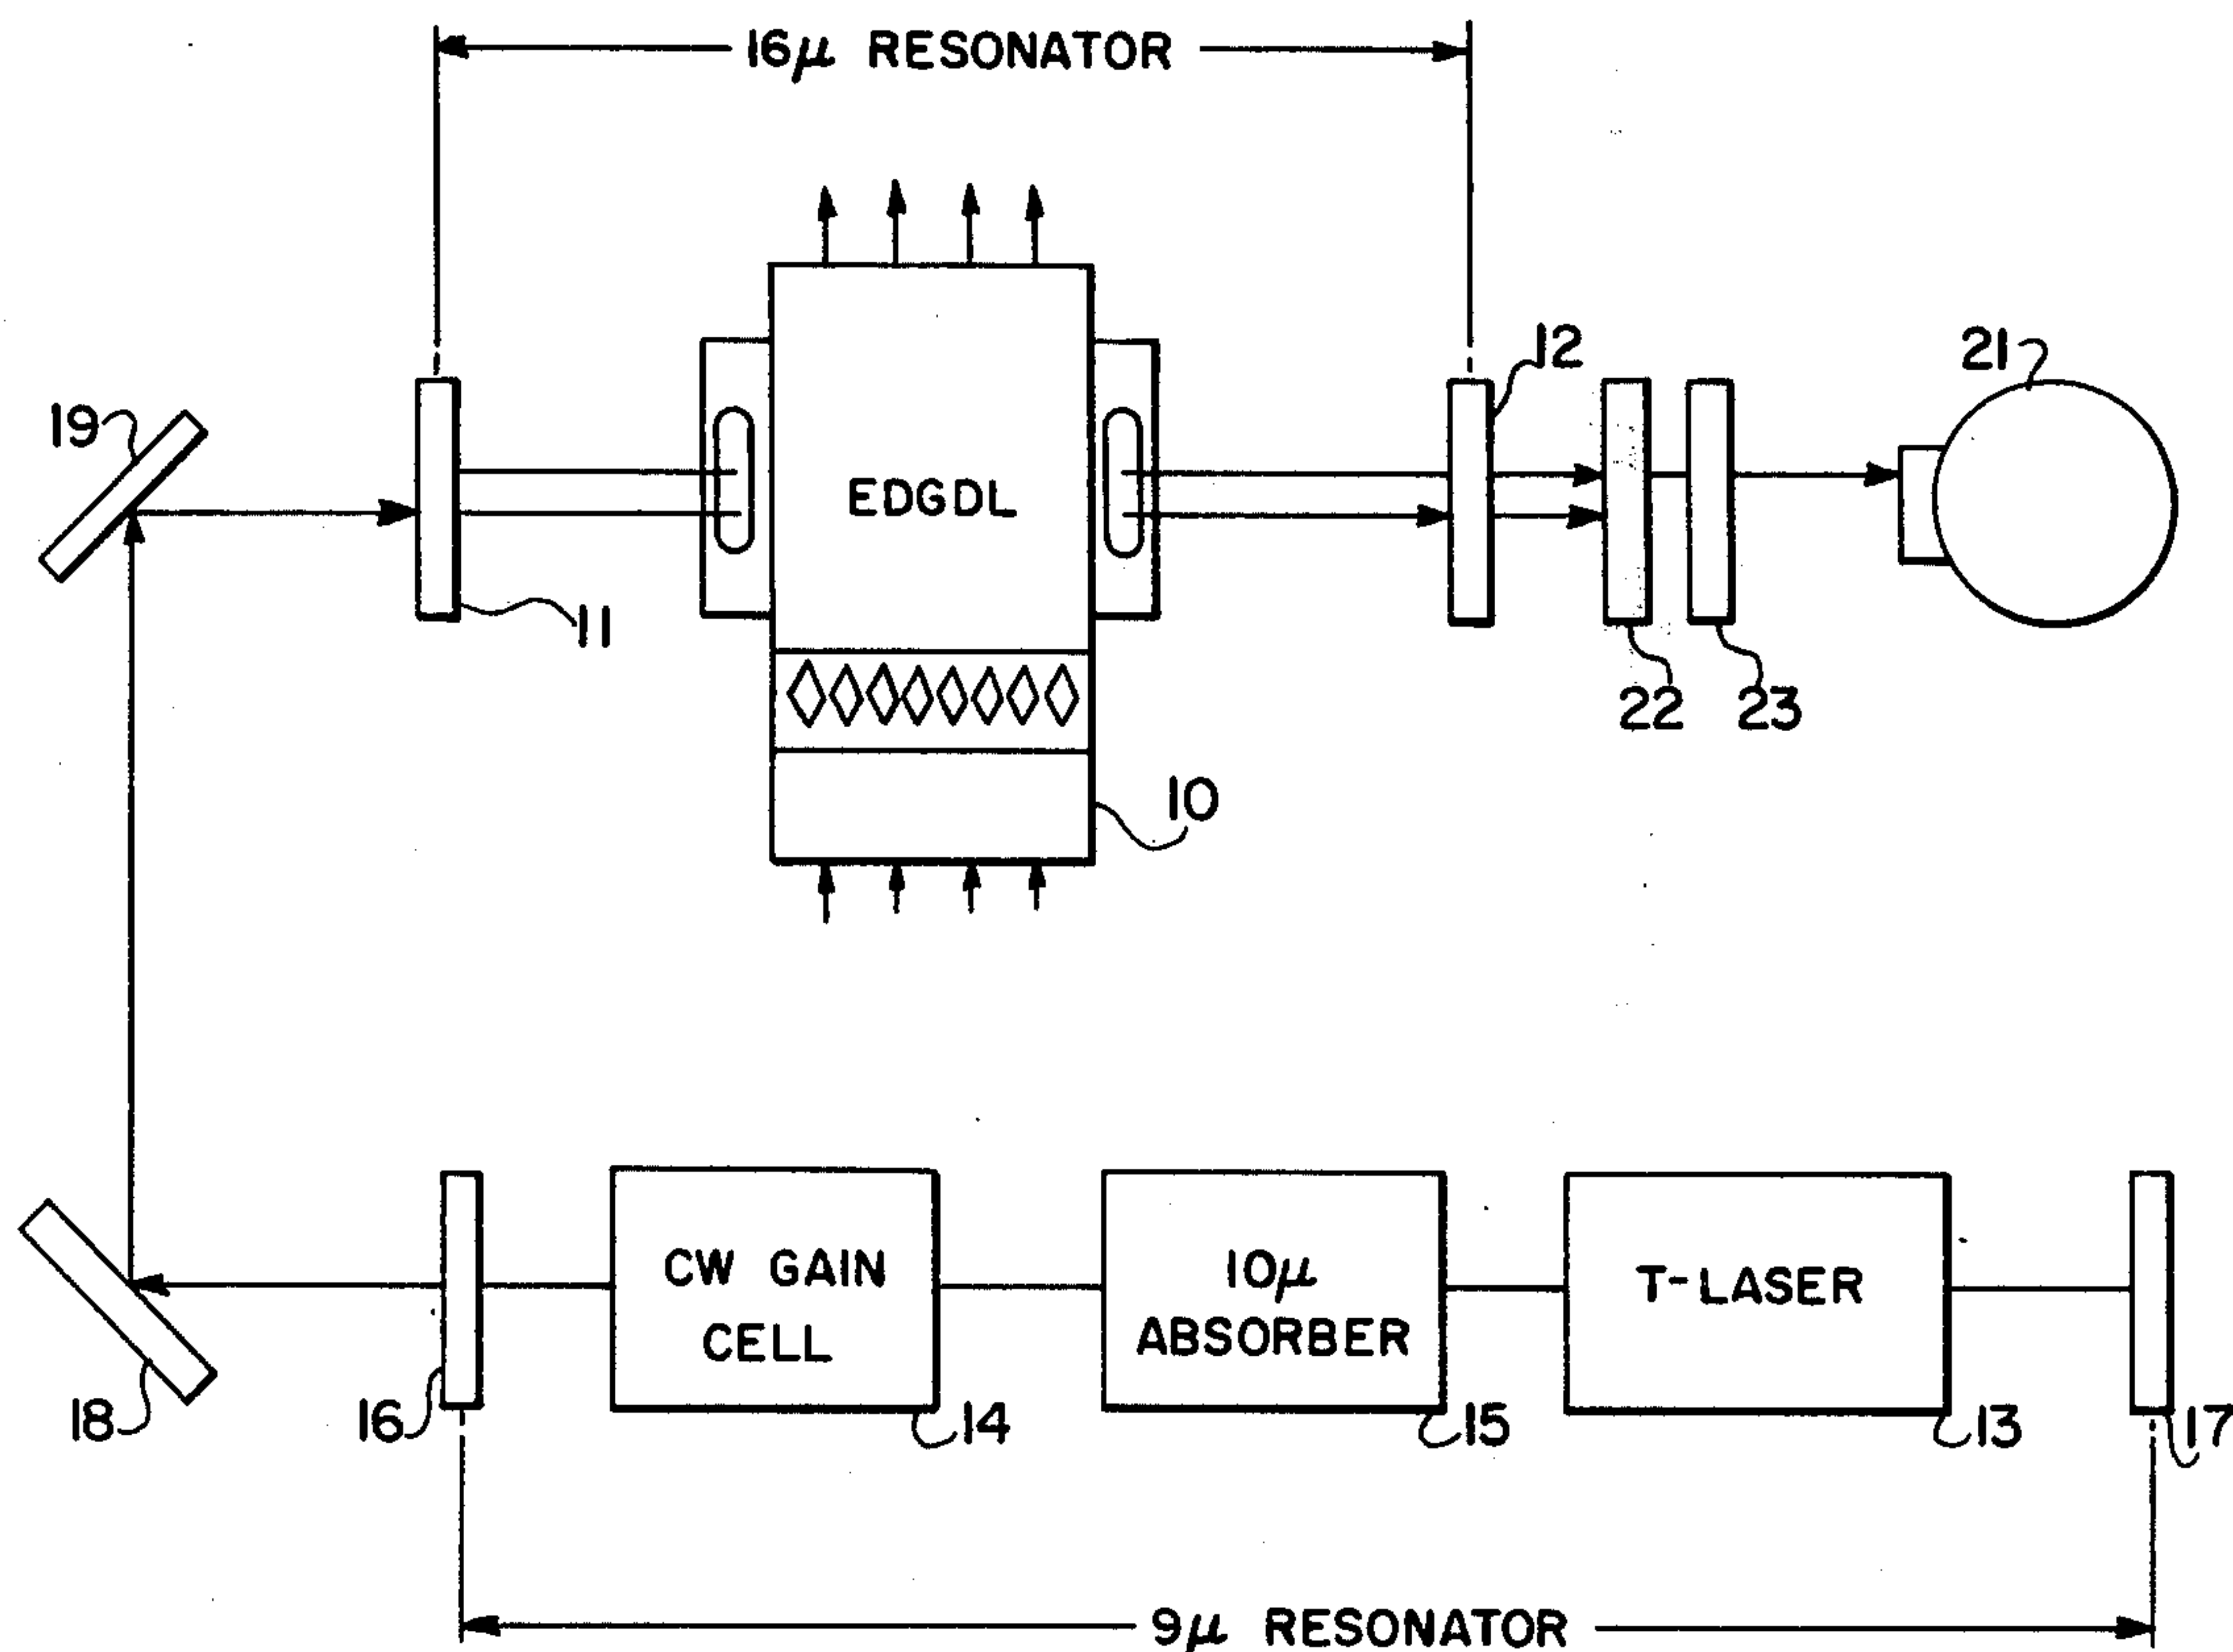 16μ RESONATOR
12
21
19
EDGDL
11
22
23
10
CW GAIN
CELL
10μ
ABSORBER
T-LASER
18
16
14
15
13
17
9μ RESONATOR